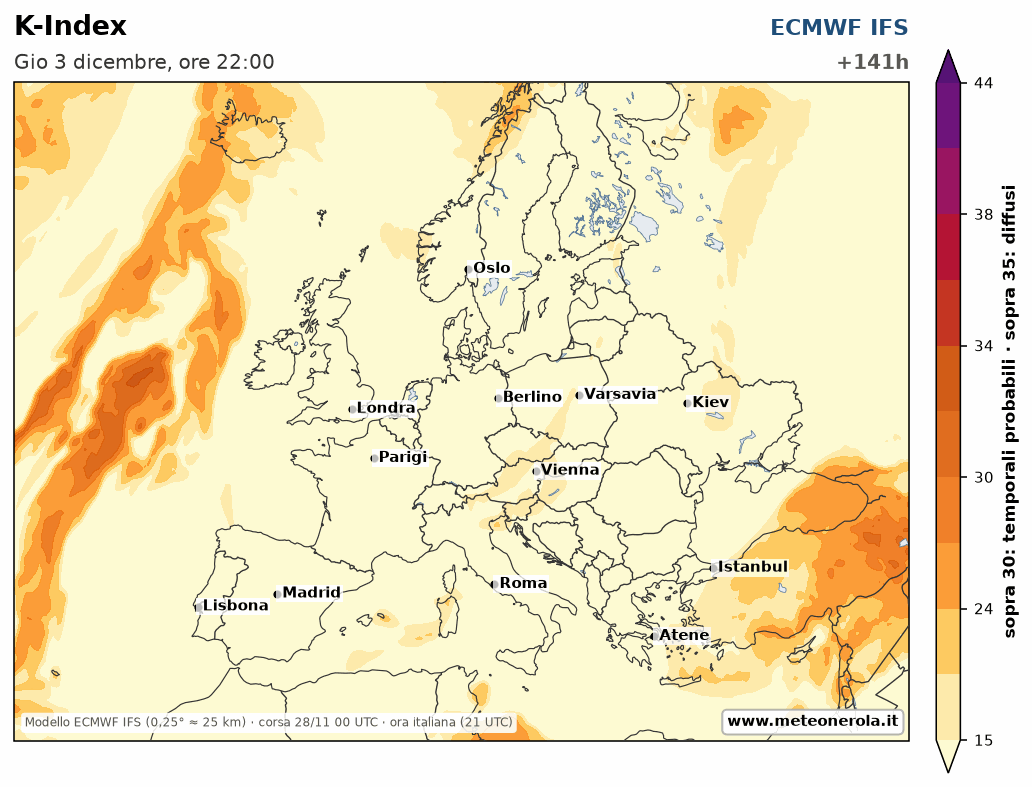 K-Index
ECMWF IFS
Gio 3 dicembre, ore 22:00
+141h
44
38
34
30
24
15
sopra 30: temporali probabili · sopra 35: diffusi
Oslo
Berlino
Varsavia
Kiev
Londra
Parigi
Vienna
Istanbul
Roma
Madrid
Lisbona
Atene
Modello ECMWF IFS (0,25° ≈ 25 km) · corsa 28/11 00 UTC · ora italiana (21 UTC)
www.meteonerola.it